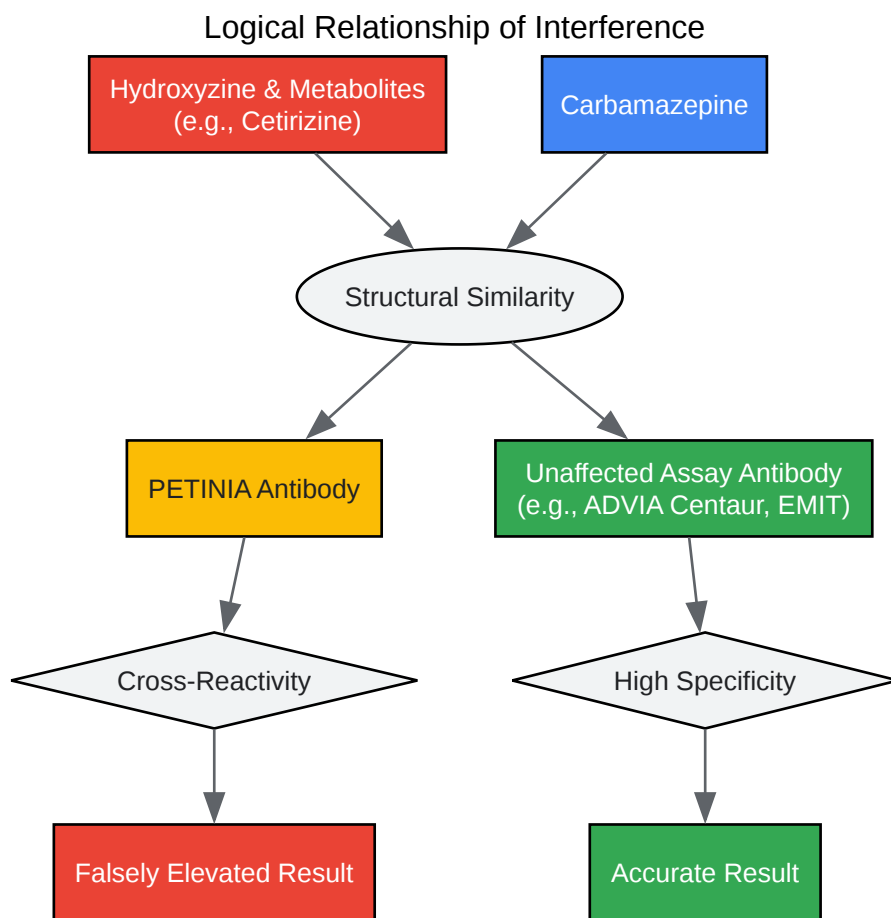 Logical Relationship of Interference
Hydroxyzine & Metabolites
(e.g., Cetirizine)
Carbamazepine
Structural Similarity
PETINIA Antibody
Unaffected Assay Antibody
(e.g., ADVIA Centaur, EMIT)
Cross-Reactivity
High Specificity
Falsely Elevated Result
Accurate Result